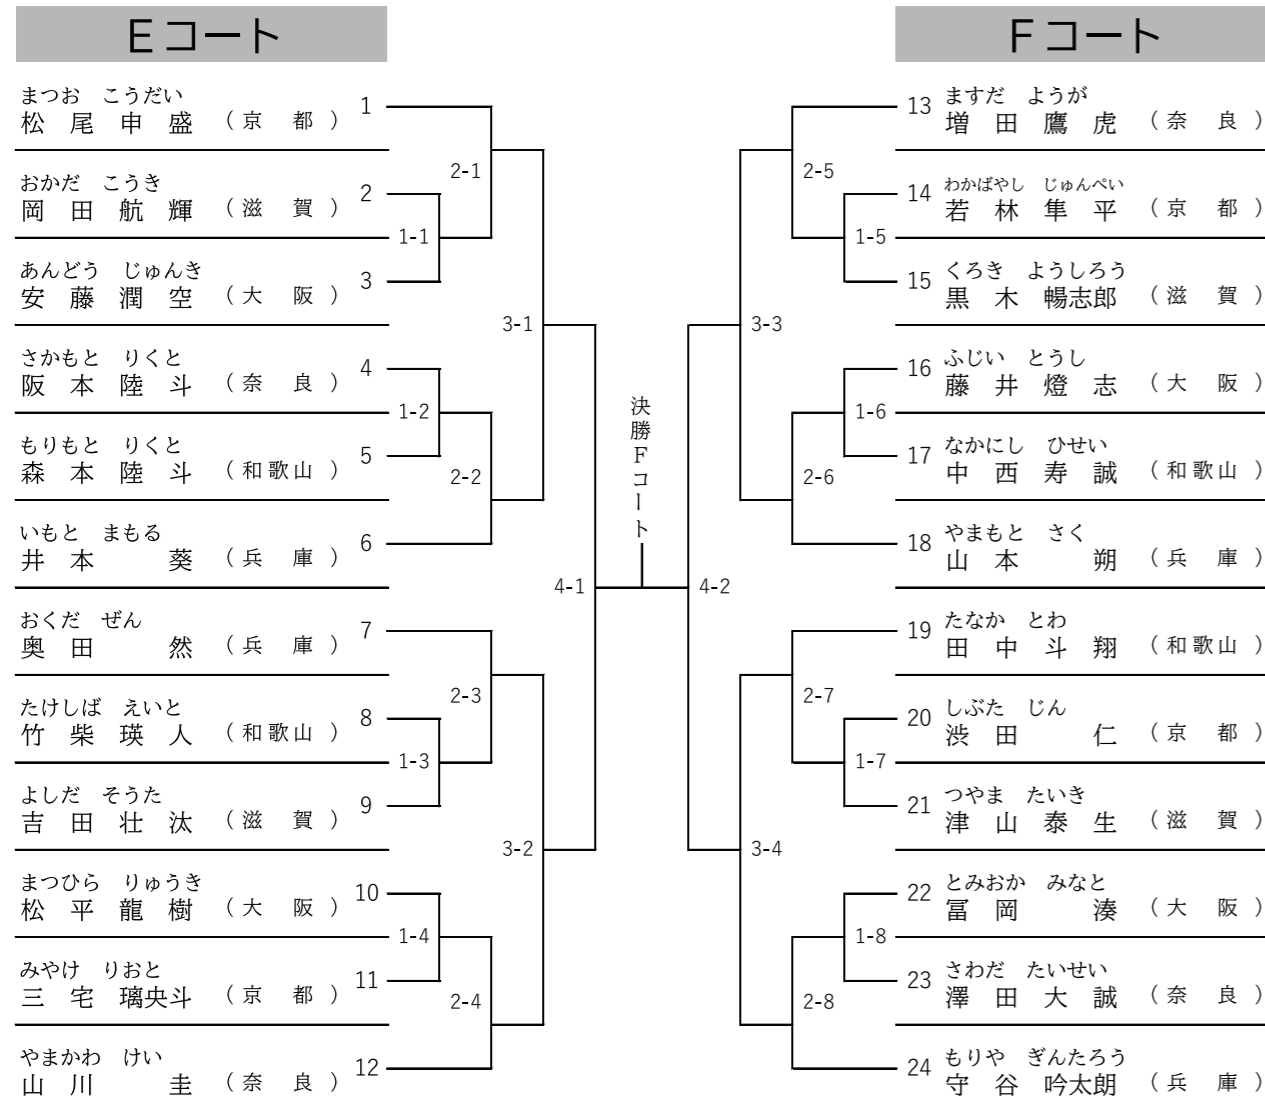 Eコート
まつお こうだい
松尾申盛 （京都） 1
2-1
おかだ こうき
岡田航輝 （滋賀） 2
1-1
あんどう じゅんき
安藤潤空 （大阪） 3
3-1
さかもと りくと
阪本陸斗 （奈良） 4
1-2
もりもと りくと
森本陸斗 （和歌山） 5
2-2
いもと まもる
井本葵 （兵庫） 6
4-1
おくだ ぜん
奥田然 （兵庫） 7
2-3
たけしば えいと
竹柴瑛人 （和歌山） 8
1-3
よしだ そうた
吉田壮汰 （滋賀） 9
3-2
まつひら りゅうき
松平龍樹 （大阪） 10
1-4
みやけ りおと
三宅璃央斗 （京都） 11
2-4
やまかわ けい
山川圭 （奈良） 12
決勝Fコート
Fコート
ますだ ようが
13 増田鷹虎 （奈良）
2-5
わかばやし じゅんぺい
14 若林隼平 （京都）
1-5
くろき ようしろう
15 黒木暢志郎 （滋賀）
3-3
ふじい とうし
16 藤井燈志 （大阪）
1-6
なかにし ひせい
17 中西寿誠 （和歌山）
2-6
やまもと さく
18 山本朔 （兵庫）
4-2
たなか とわ
19 田中斗翔 （和歌山）
2-7
しぶた じん
20 渋田仁 （京都）
1-7
つやま たいき
21 津山泰生 （滋賀）
3-4
とみおか みなと
22 冨岡湊 （大阪）
1-8
さわだ たいせい
23 澤田大誠 （奈良）
2-8
もりや ぎんたろう
24 守谷吟太朗 （兵庫）